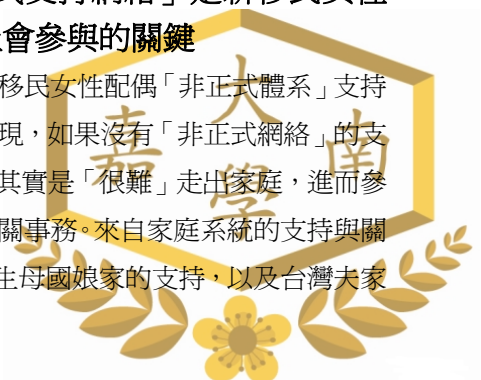 式支持網絡」是新移民女性
會參與的關鍵
移民女性配偶「非正式體系」支持
現，如果沒有「非正式網絡」的支
其實是「很難」走出家庭，進而參
關事務。來自家庭系統的支持與關
生母國娘家的支持，以及台灣夫家
嘉南大學